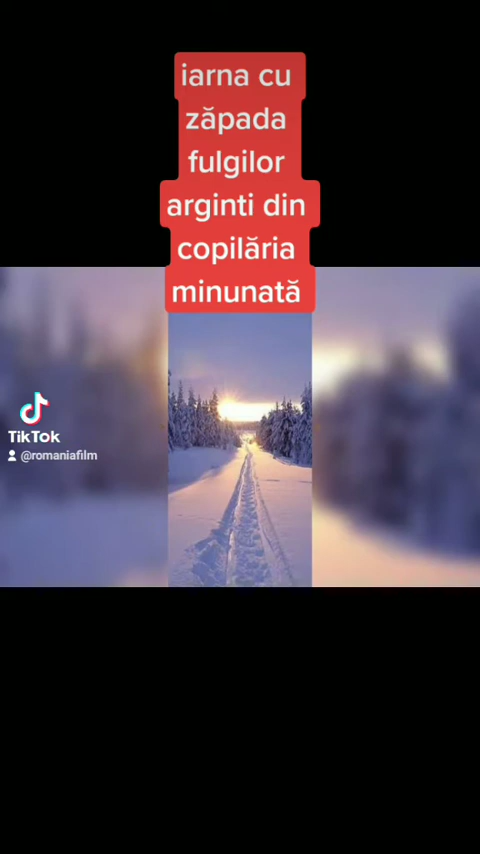 iarna cu
zăpada
fulgilor
arginti din
copilăria
minunată
TikTok
@romaniafilm